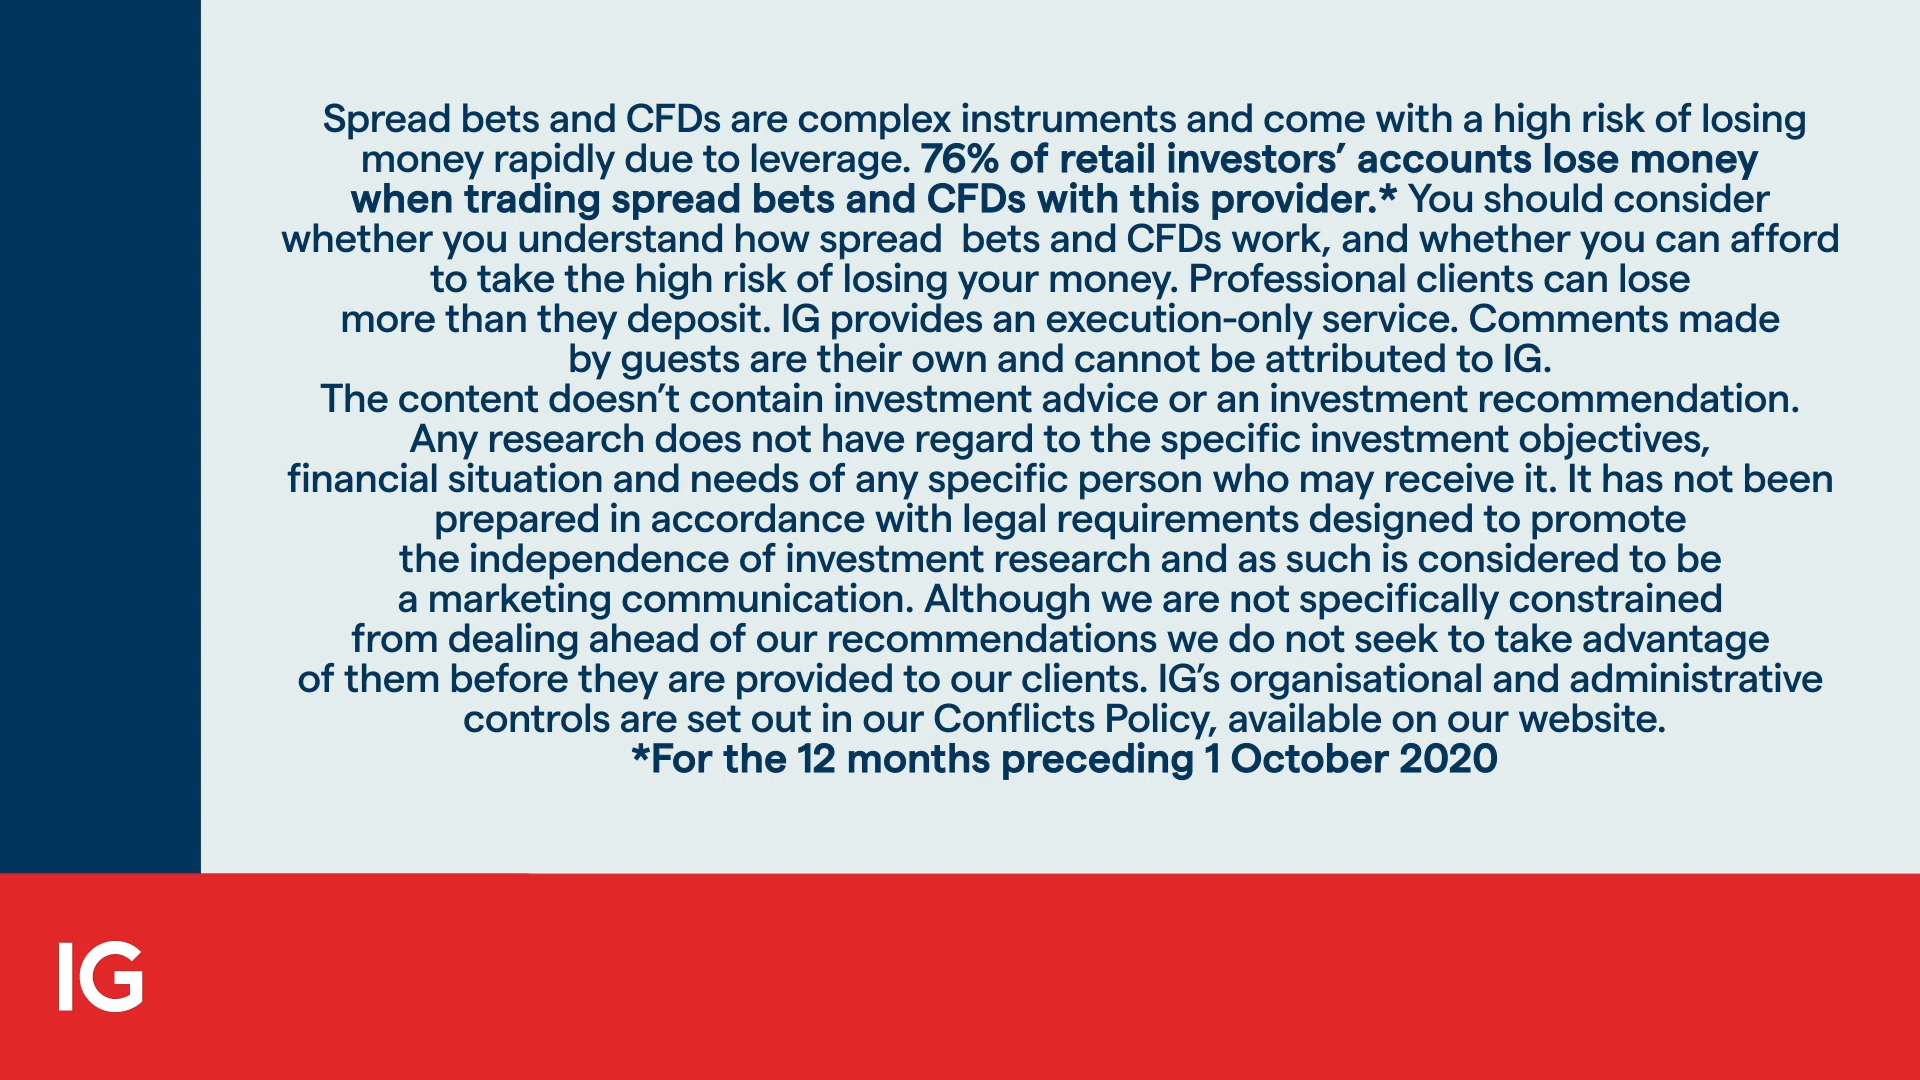 Spread bets and CFDs are complex instruments and come with a high risk of losing
money rapidly due to leverage. 76% of retail investors’ accounts lose money
when trading spread bets and CFDs with this provider.* You should consider
whether you understand how spread  bets and CFDs work, and whether you can afford
to take the high risk of losing your money. Professional clients can lose
more than they deposit. IG provides an execution-only service. Comments made
by guests are their own and cannot be attributed to IG.
The content doesn’t contain investment advice or an investment recommendation.
Any research does not have regard to the specific investment objectives,
financial situation and needs of any specific person who may receive it. It has not been
prepared in accordance with legal requirements designed to promote
the independence of investment research and as such is considered to be
a marketing communication. Although we are not specifically constrained
from dealing ahead of our recommendations we do not seek to take advantage
of them before they are provided to our clients. IG’s organisational and administrative
controls are set out in our Conflicts Policy, available on our website.
*For the 12 months preceding 1 October 2020
IG